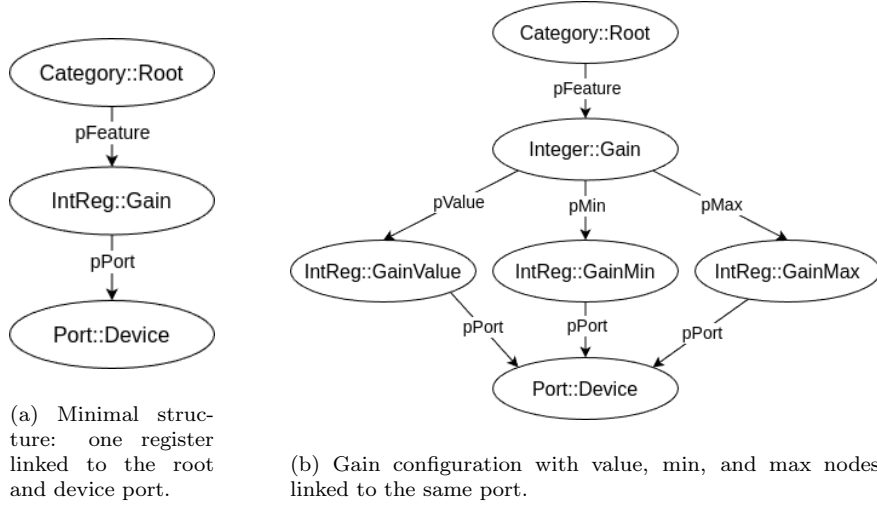 Category::Root
pFeature
IntReg::Gain
pPort
Port::Device
(a) Minimal struc-
ture: one register
linked to the root
and device port.
Category::Root
pFeature
Integer::Gain
pValue pMin pMax
IntReg::GainValue IntReg::GainMin IntReg::GainMax
pPort pPort pPort
Port::Device
(b) Gain configuration with value, min, and max nodes
linked to the same port.